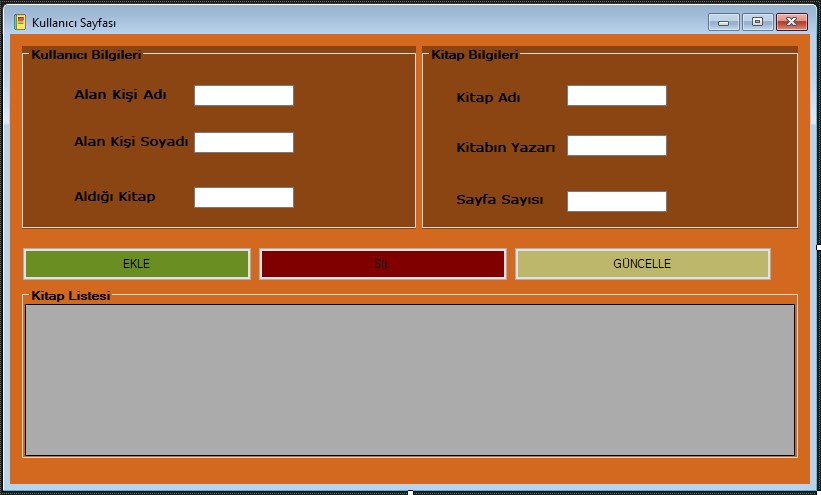 Kullanıcı Sayfası
Kullanıcı Bilgileri
Alan Kişi Adı
Alan Kişi Soyadı
Aldığı Kitap
Kitap Bilgileri
Kitap Adı
Kitabın Yazarı
Sayfa Sayısı
EKLE
SİL
GÜNCELLE
Kitap Listesi